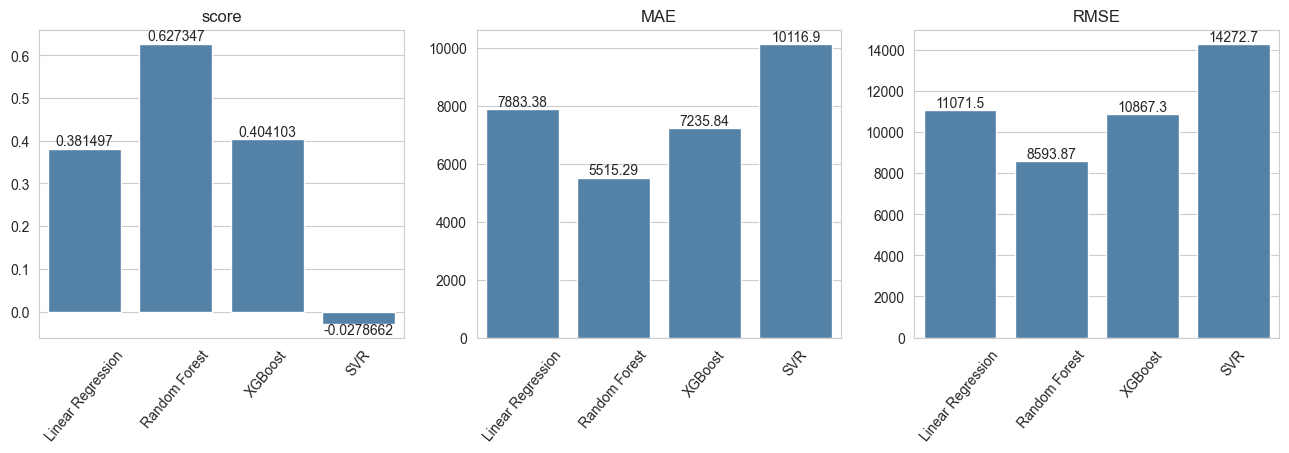 score
0.6
0.5
0.4
0.3
0.2
0.1
0.0
0.381497
0.627347
0.404103
-0.0278662
Linear Regression
Random Forest
XGBoost
SVR
MAE
10000
8000
6000
4000
2000
0
7883.38
5515.29
7235.84
10116.9
Linear Regression
Random Forest
XGBoost
SVR
RMSE
14000
12000
10000
8000
6000
4000
2000
0
11071.5
8593.87
10867.3
14272.7
Linear Regression
Random Forest
XGBoost
SVR